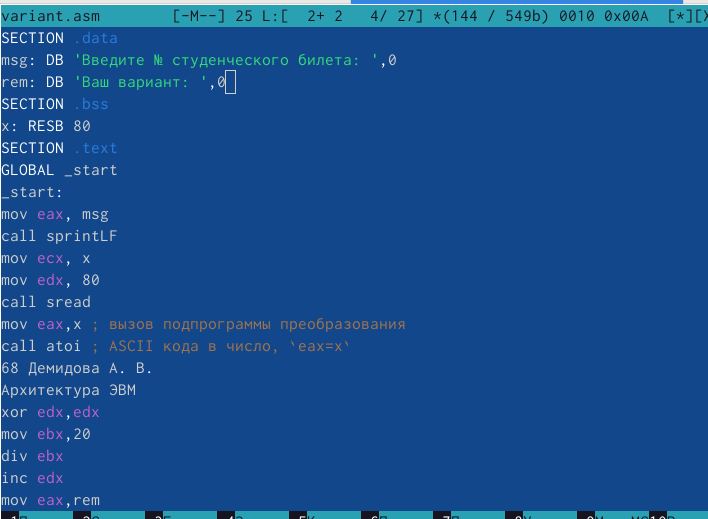 variant.asm [-M--] 25 L:[ 2+ 2 4/ 27] *(144 / 549b) 0010 0x00A [*][X
SECTION .data
msg: DB 'Введите № студенческого билета: ',0
rem: DB 'Ваш вариант: ',0
SECTION .bss
x: RESB 80
SECTION .text
GLOBAL _start
_start:
mov eax, msg
call sprintLF
mov ecx, x
mov edx, 80
call sread
mov eax,x ; вызов подпрограммы преобразования
call atoi ; ASCII кода в число, `eax=x`
68 Демидова А. В.
Архитектура ЭВМ
xor edx,edx
mov ebx,20
div ebx
inc edx
mov eax,rem